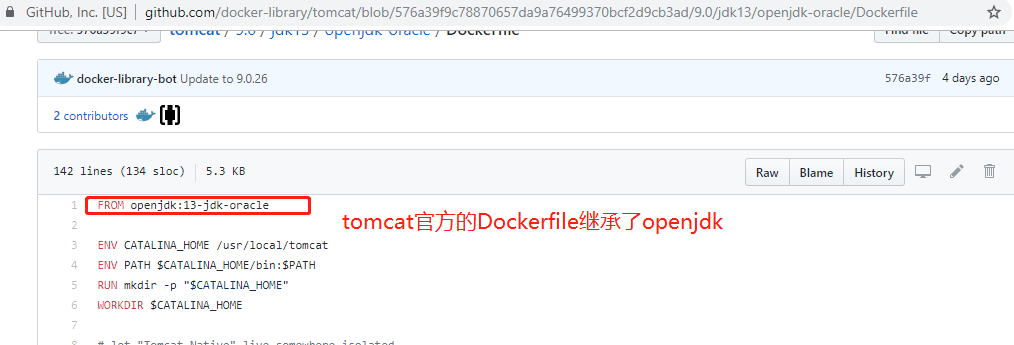 GitHub, Inc. [US] | github.com/docker-library/tomcat/blob/576a39f9c78870657da9a76499370bcf2d9cb3ad/9.0/jdk13/openjdk-oracle/Dockerfile
Tree: 576a39f9c7 tomcat / 9.0 / jdk13 / openjdk-oracle / Dockerfile Find file Copy path
docker-library-bot Update to 9.0.26 576a39f 4 days ago
2 contributors
142 lines (134 sloc) 5.3 KB Raw Blame History
1 FROM openjdk:13-jdk-oracle
tomcat官方的Dockerfile继承了openjdk
2
3 ENV CATALINA_HOME /usr/local/tomcat
4 ENV PATH $CATALINA_HOME/bin:$PATH
5 RUN mkdir -p "$CATALINA_HOME"
6 WORKDIR $CATALINA_HOME
7
8 # let "Tomcat Native" live somewhere isolated